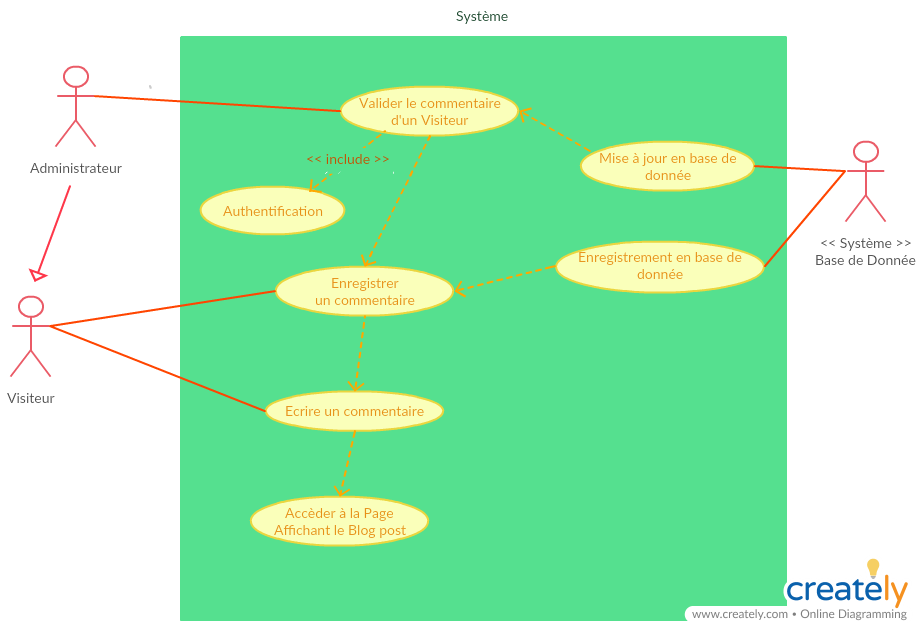 Système
Valider le commentaire
d'un Visiteur
<< include >>
Mise à jour en base de
donnée
Administrateur
Authentification
<< Système >>
Base de Donnée
Enregistrement en base de
donnée
Enregistrer
un commentaire
Visiteur
Ecrire un commentaire
Accèder à la Page
Affichant le Blog post
creately
www.creately.com • Online Diagramming